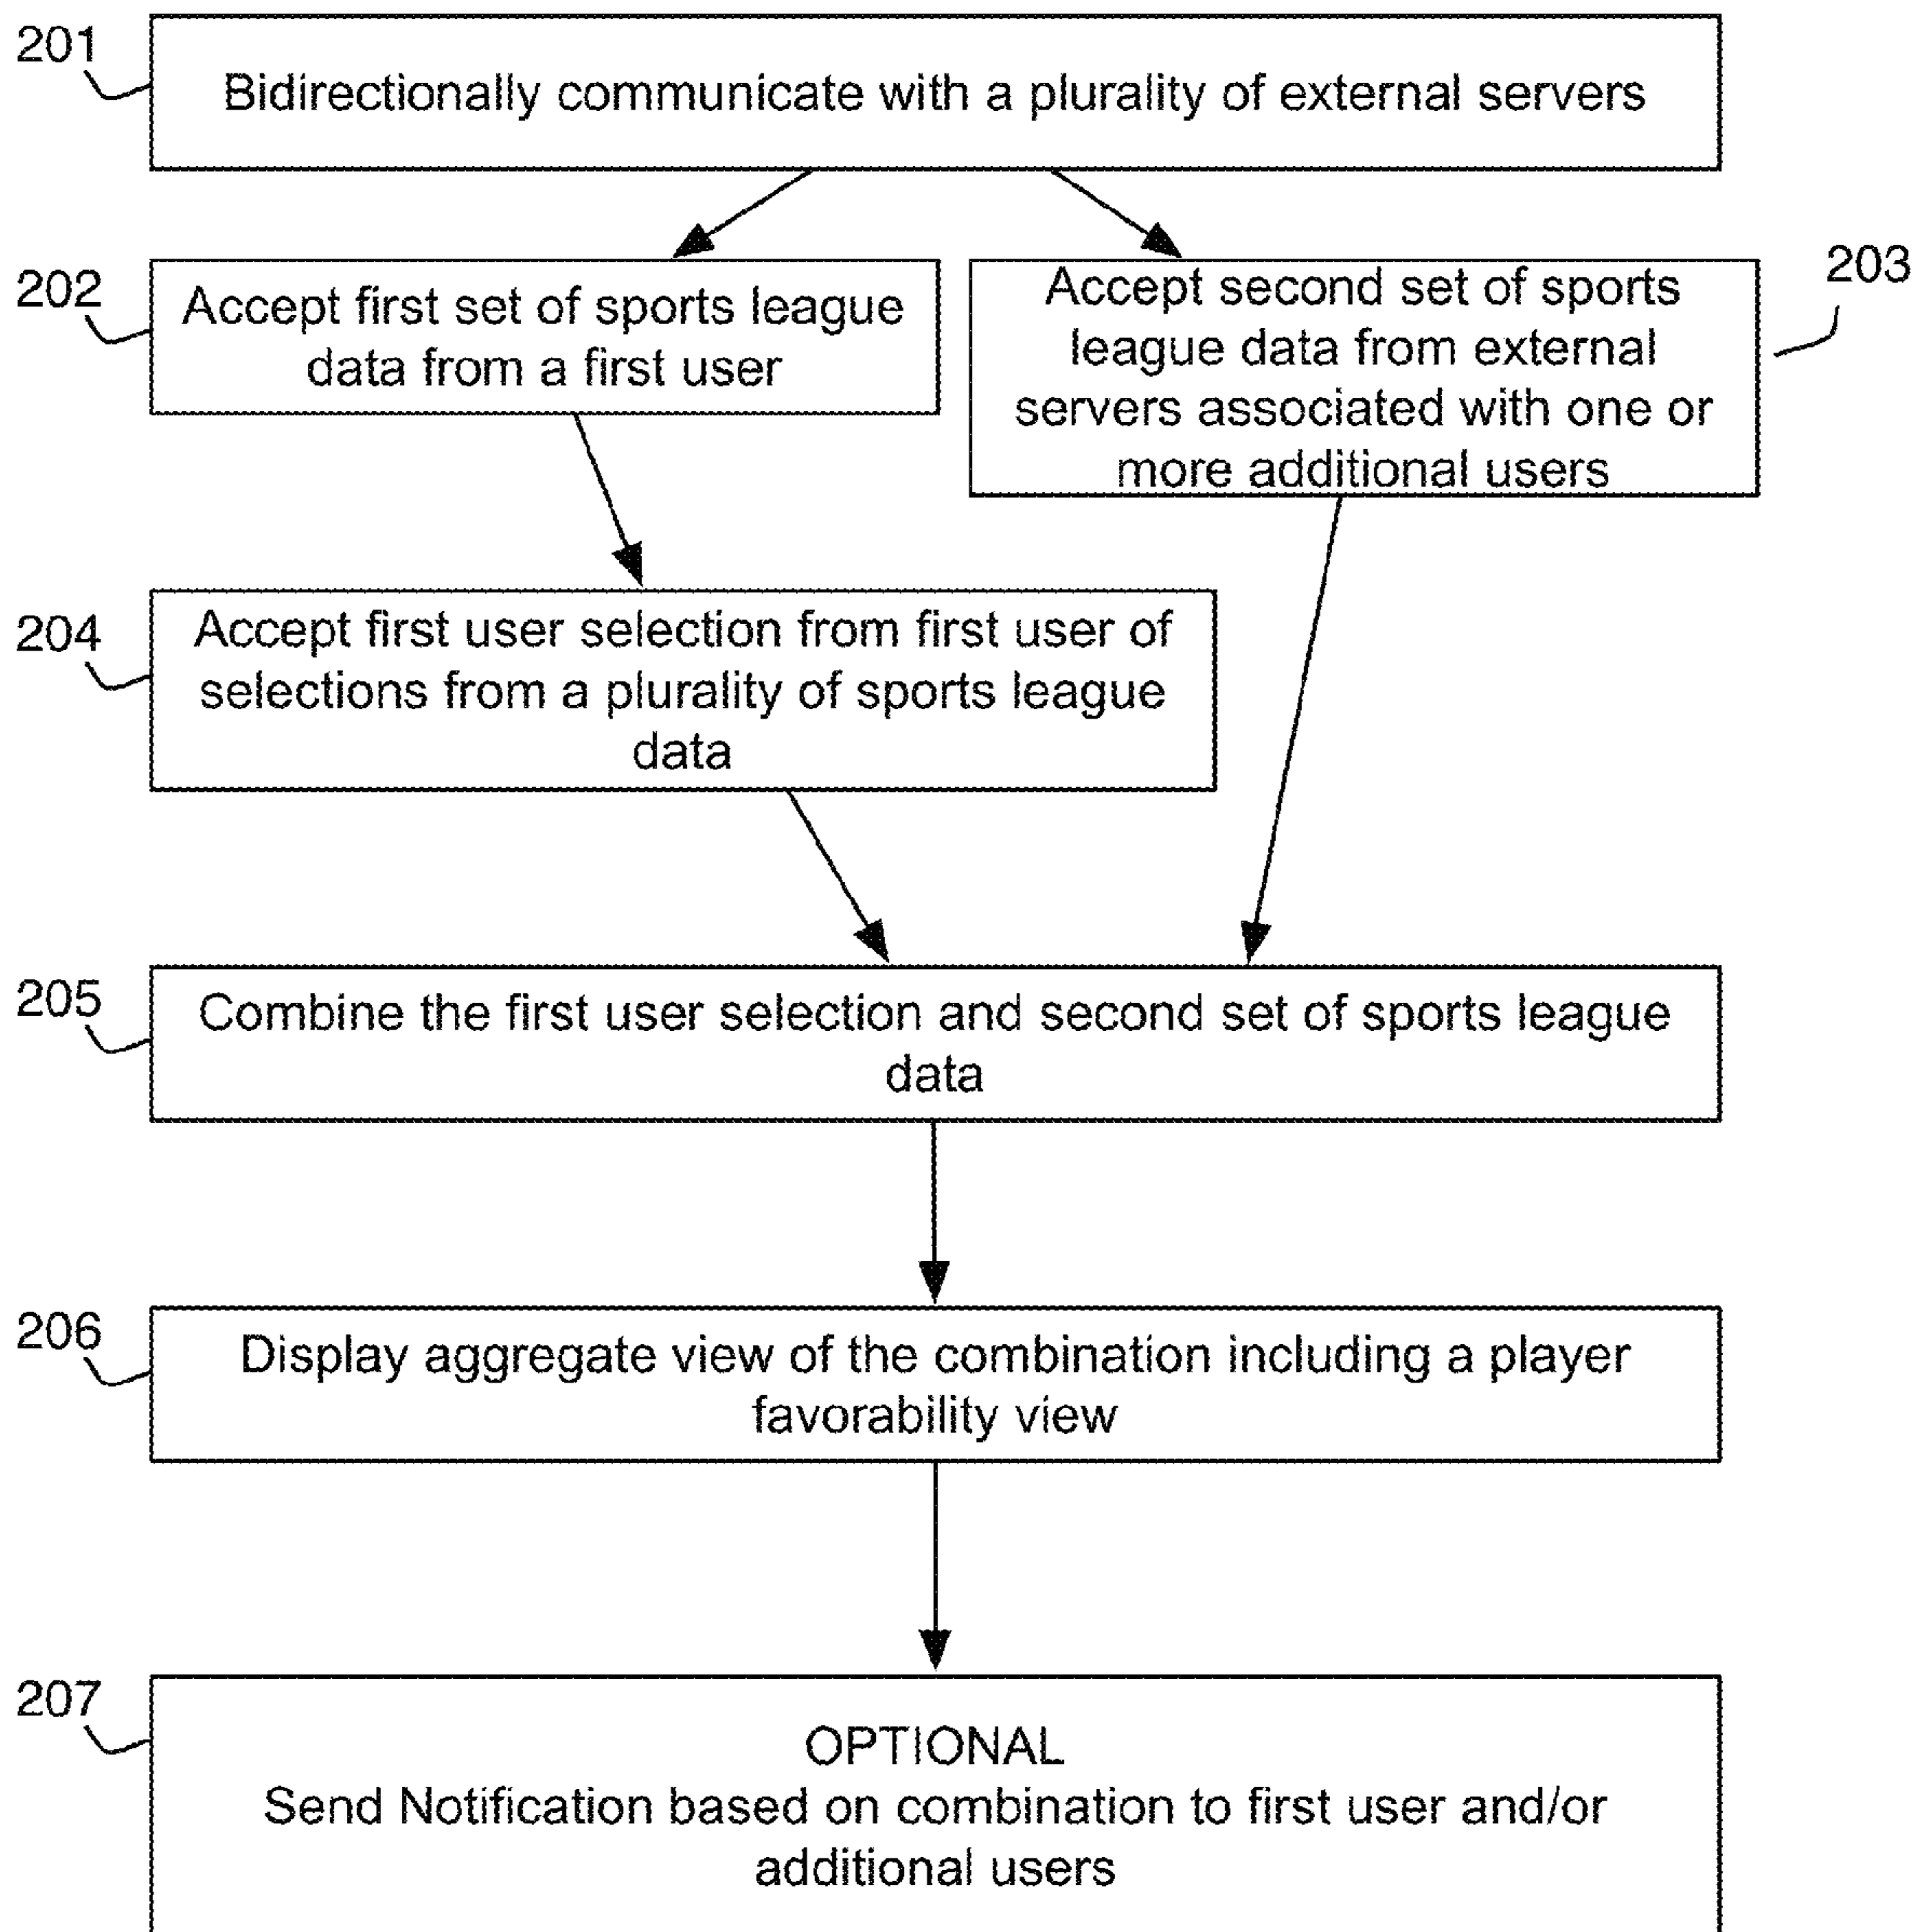 201
Bidirectionally communicate with a plurality of external servers
202
Accept first set of sports league
data from a first user
203
Accept second set of sports
league data from external
servers associated with one or
more additional users
204
Accept first user selection from first user of
selections from a plurality of sports league
data
205
Combine the first user selection and second set of sports league
data
206
Display aggregate view of the combination including a player
favorability view
207
OPTIONAL
Send Notification based on combination to first user and/or
additional users